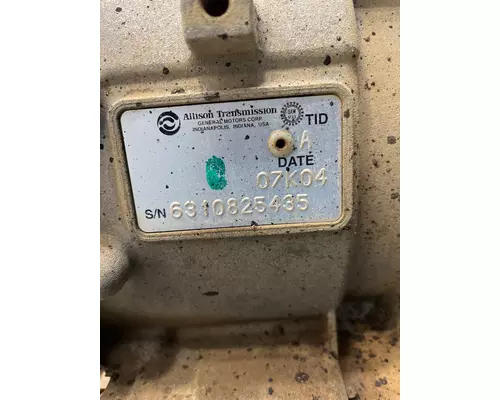 Allison Transmission
GENERAL MOTORS CORP.
INDIANAPOLIS, INDIANA, USA
TID
A
DATE
07K04
S/N 6310825435